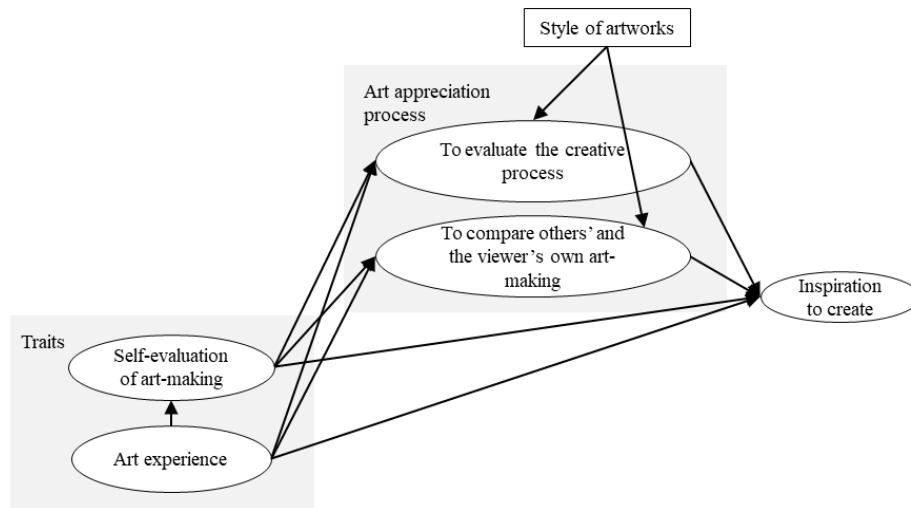 Style of artworks
Art appreciation
process
To evaluate the creative
process
To compare others’ and
the viewer’s own art-
making
Inspiration
to create
Traits
Self-evaluation
of art-making
Art experience